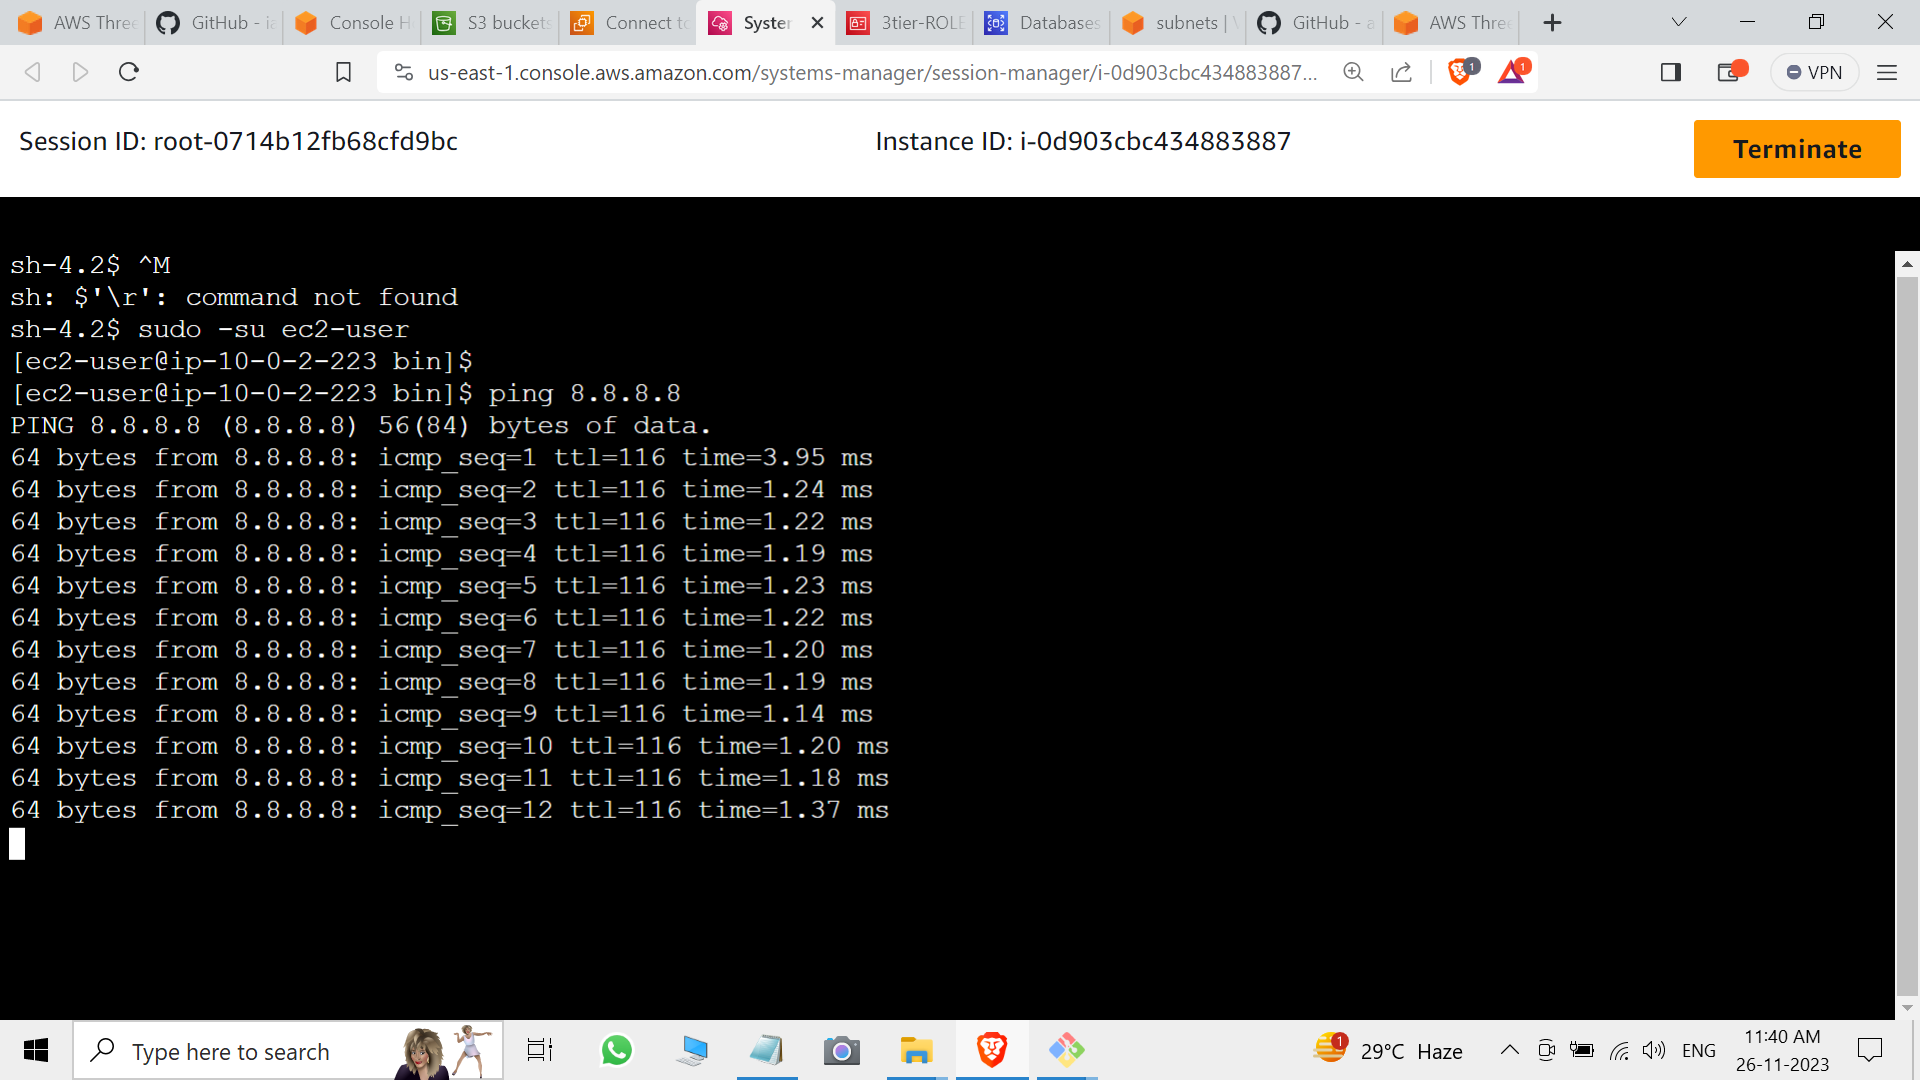 AWS Three
GitHub - ia
Console H
S3 buckets
Connect to
System
3tier-ROLE
Databases
subnets | V
GitHub - a
AWS Three
us-east-1.console.aws.amazon.com/systems-manager/session-manager/i-0d903cbc434883887...
1
1
VPN
Session ID: root-0714b12fb68cfd9bc
Instance ID: i-0d903cbc434883887
Terminate
sh-4.2$ ^M
sh: $'\r': command not found
sh-4.2$ sudo -su ec2-user
[ec2-user@ip-10-0-2-223 bin]$
[ec2-user@ip-10-0-2-223 bin]$ ping 8.8.8.8
PING 8.8.8.8 (8.8.8.8) 56(84) bytes of data.
64 bytes from 8.8.8.8: icmp_seq=1 ttl=116 time=3.95 ms
64 bytes from 8.8.8.8: icmp_seq=2 ttl=116 time=1.24 ms
64 bytes from 8.8.8.8: icmp_seq=3 ttl=116 time=1.22 ms
64 bytes from 8.8.8.8: icmp_seq=4 ttl=116 time=1.19 ms
64 bytes from 8.8.8.8: icmp_seq=5 ttl=116 time=1.23 ms
64 bytes from 8.8.8.8: icmp_seq=6 ttl=116 time=1.22 ms
64 bytes from 8.8.8.8: icmp_seq=7 ttl=116 time=1.20 ms
64 bytes from 8.8.8.8: icmp_seq=8 ttl=116 time=1.19 ms
64 bytes from 8.8.8.8: icmp_seq=9 ttl=116 time=1.14 ms
64 bytes from 8.8.8.8: icmp_seq=10 ttl=116 time=1.20 ms
64 bytes from 8.8.8.8: icmp_seq=11 ttl=116 time=1.18 ms
64 bytes from 8.8.8.8: icmp_seq=12 ttl=116 time=1.37 ms
Type here to search
1
29°C Haze
ENG
11:40 AM
26-11-2023